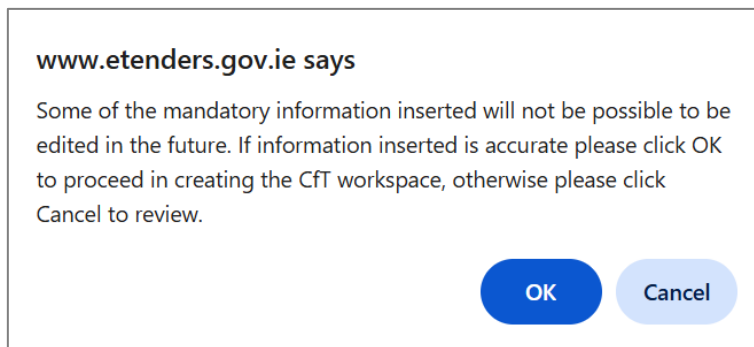 www.etenders.gov.ie says
Some of the mandatory information inserted will not be possible to be
edited in the future. If information inserted is accurate please click OK
to proceed in creating the CfT workspace, otherwise please click
Cancel to review.
OK
Cancel